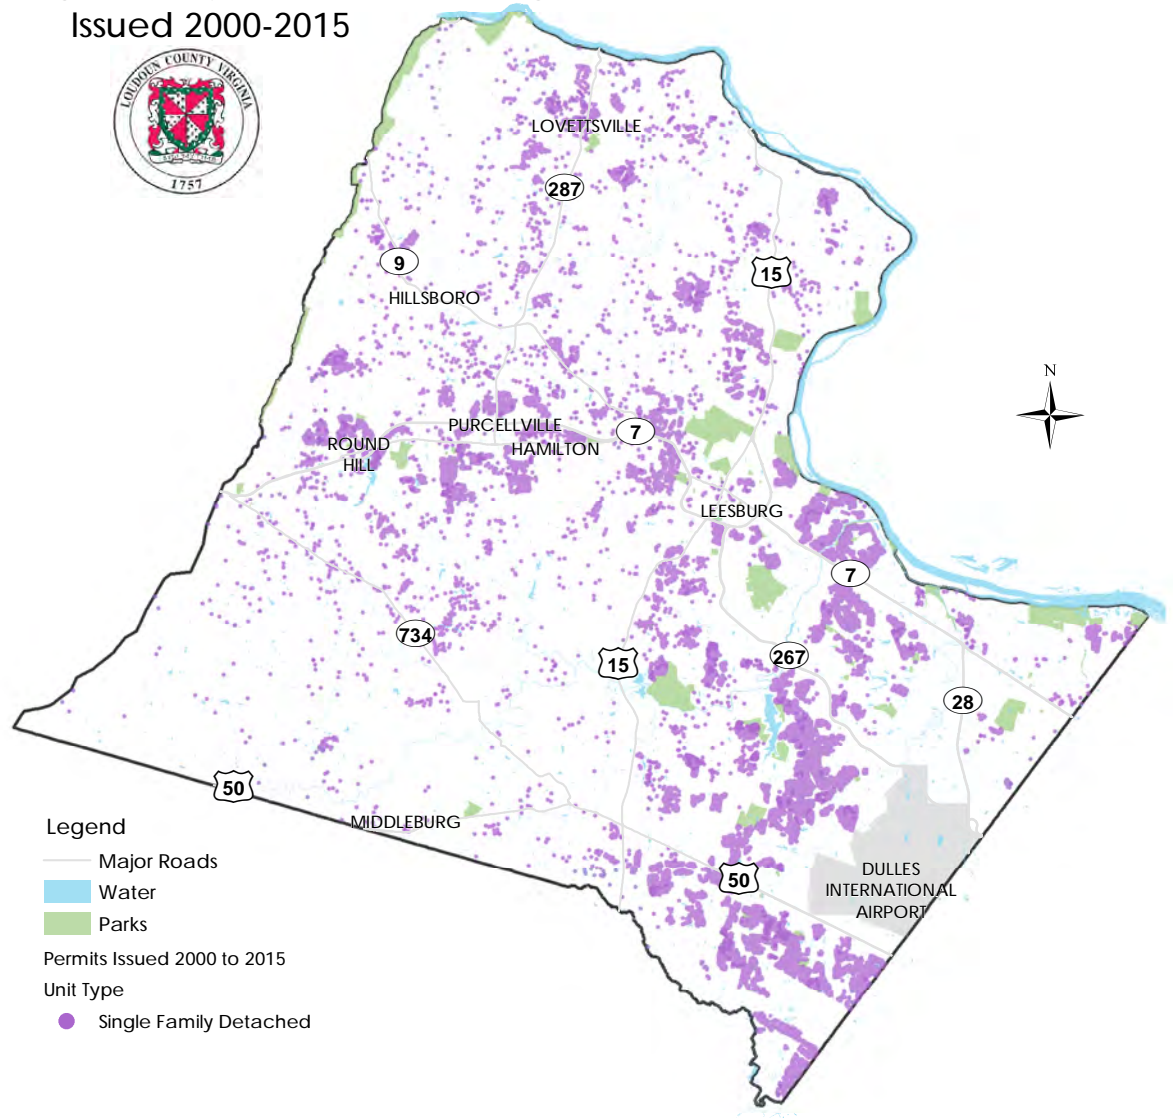 Issued 2000-2015
LOUDOUN COUNTY VIRGINIA
1757
LOVETTSVILLE
287
9
15
HILLSBORO
N
PURCELLVILLE
7
ROUND
HILL
HAMILTON
LEESBURG
7
734
15
267
28
50
MIDDLEBURG
50
DULLES
INTERNATIONAL
AIRPORT
Legend
Major Roads
Water
Parks
Permits Issued 2000 to 2015
Unit Type
Single Family Detached